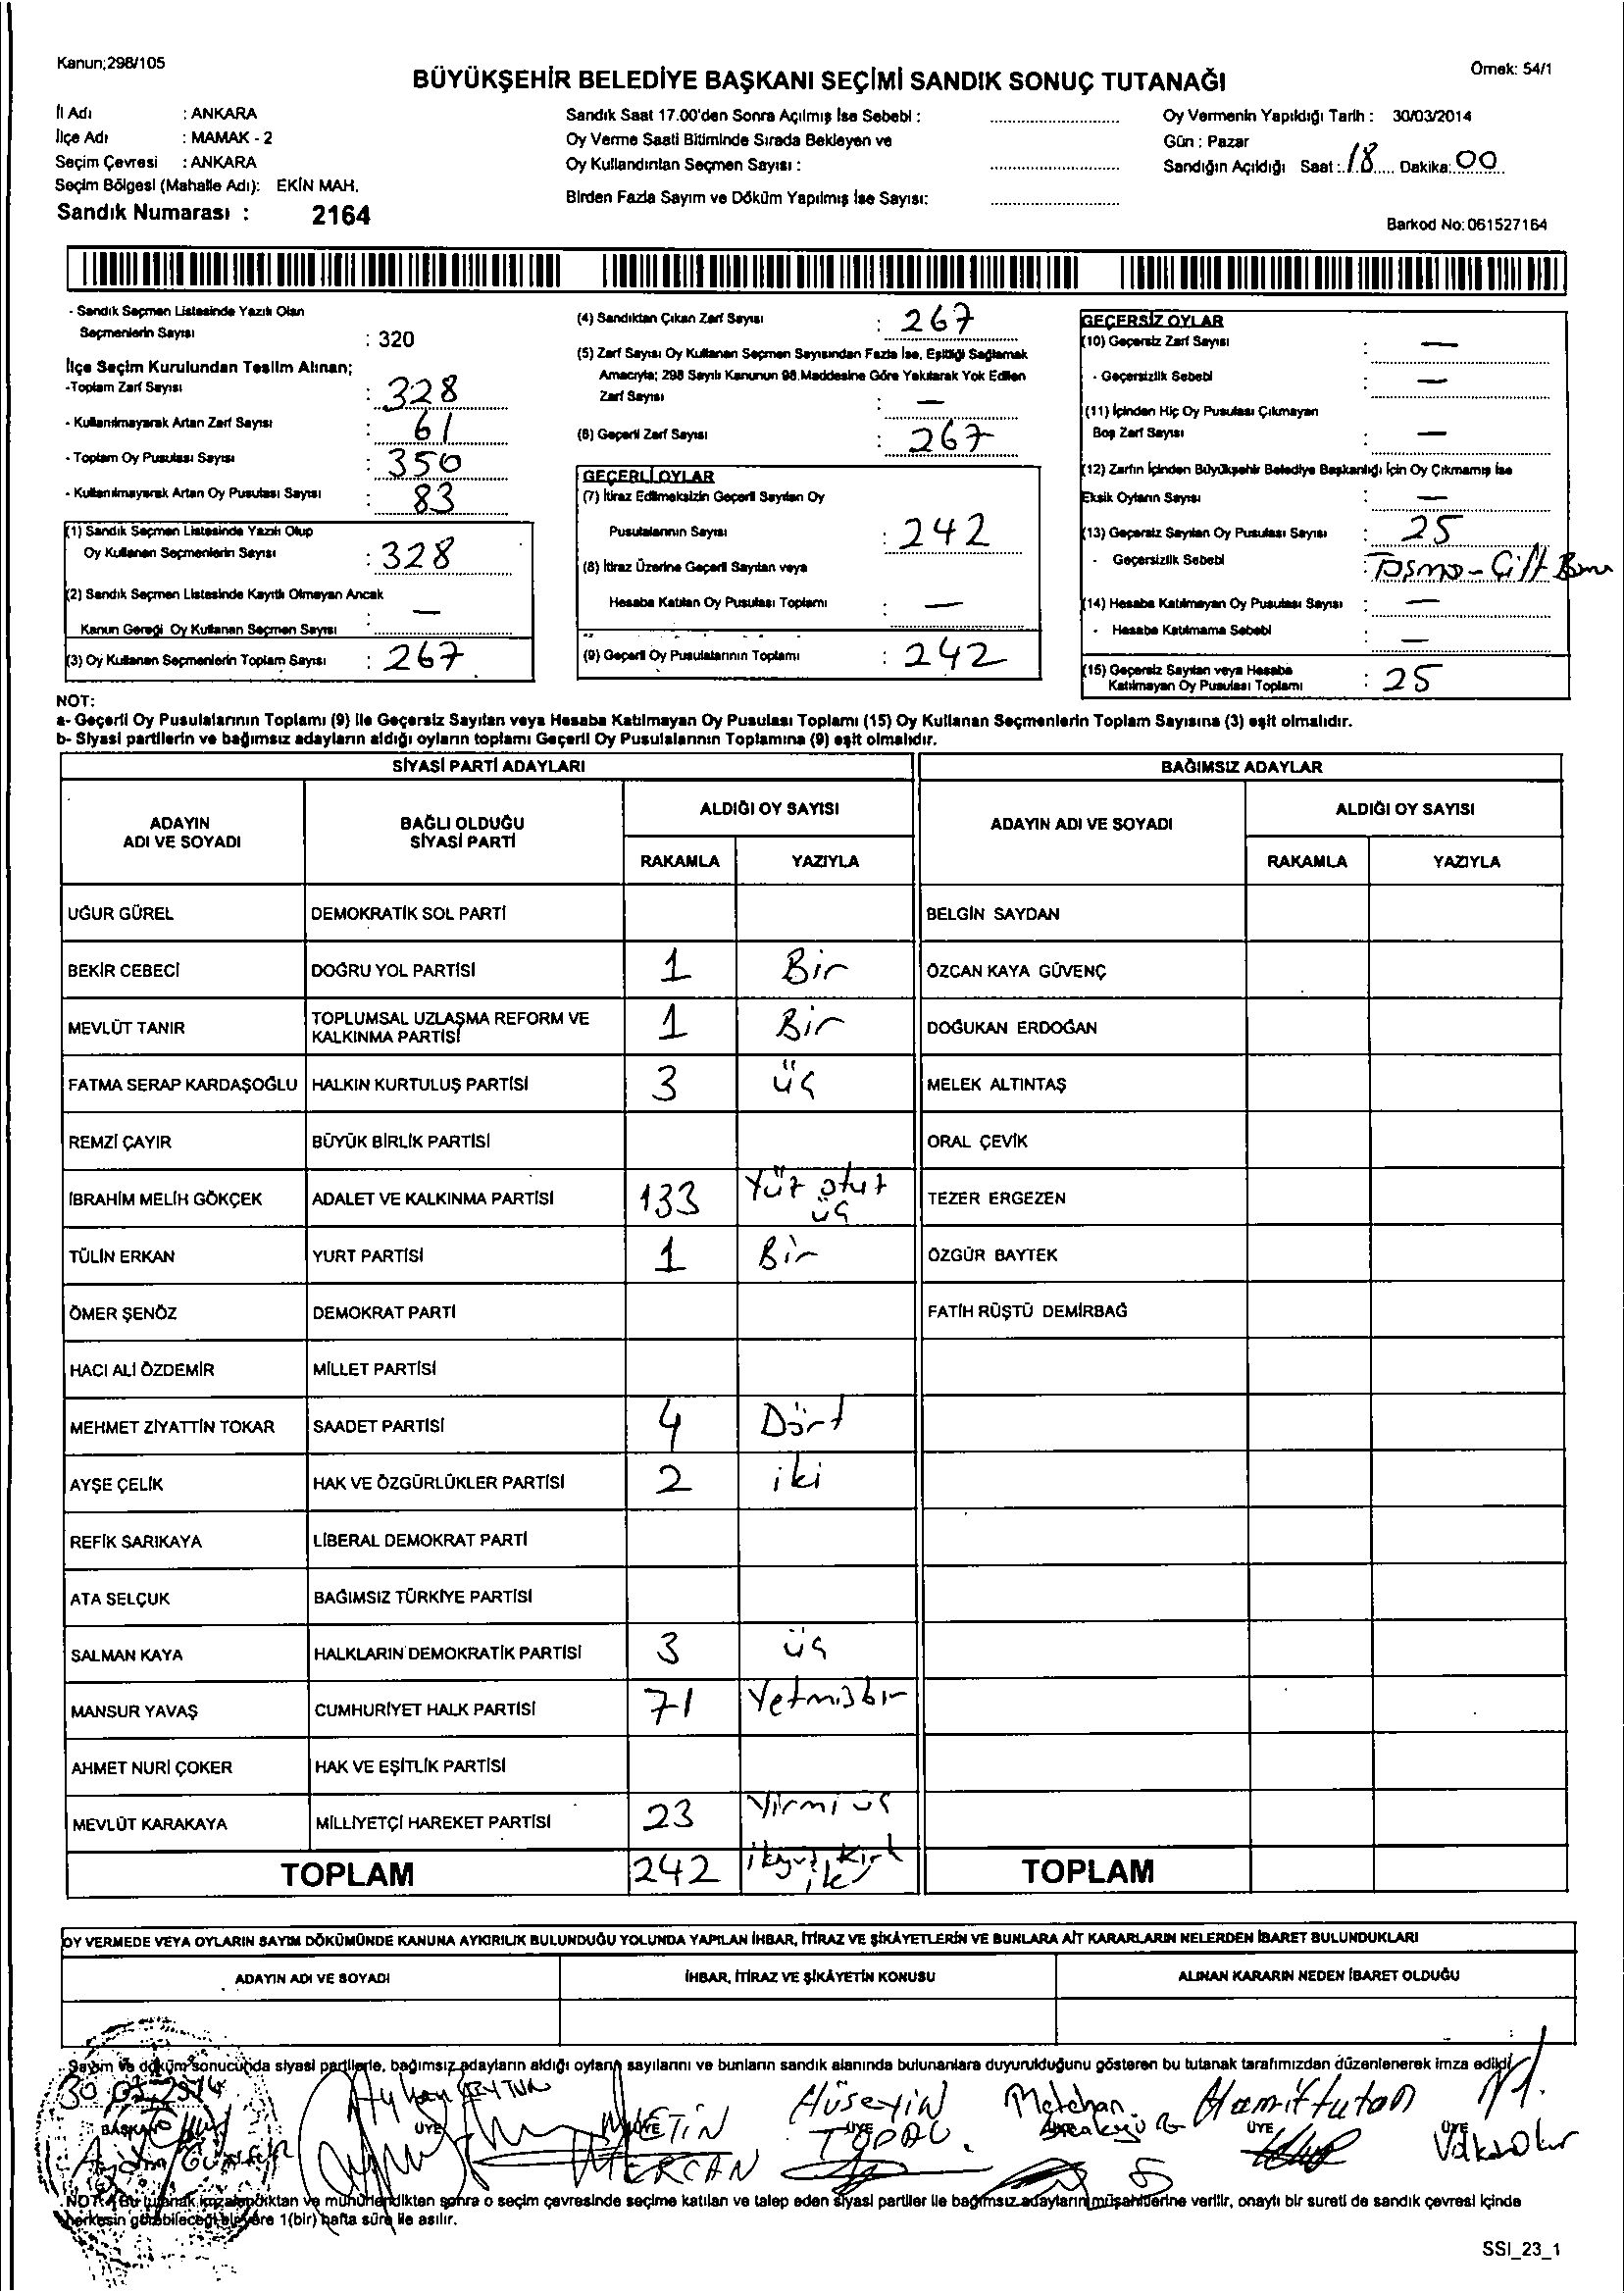 Kanun;298/105
Örnek: 54/1
BÜYÜKŞEHİR BELEDİYE BAŞKANI SEÇİMİ SANDIK SONUÇ TUTANAĞI
İl Adı : ANKARA
İlçe Adı : MAMAK - 2
Seçim Çevresi : ANKARA
Seçim Bölgesi (Mahalle Adı): EKİN MAH.
Sandık Numarası : 2164
Sandık Saat 17.00'den Sonra Açılmış İse Sebebi :
Oy Verme Saati Bitiminde Sırada Bekleyen ve
Oy Kullandırılan Seçmen Sayısı :
Birden Fazla Sayım ve Döküm Yapılmış İse Sayısı:
Oy Vermenin Yapıldığı Tarih : 30/03/2014
Gün : Pazar
Sandığın Açıldığı Saat : 18 Dakika: 00
Barkod No: 061527164
- Sandık Seçmen Listesinde Yazılı Olan
Seçmenlerin Sayısı : 320
İlçe Seçim Kurulundan Teslim Alınan;
-Toplam Zarf Sayısı : 328
- Kullanılmayarak Artan Zarf Sayısı : 61
- Toplam Oy Pusulası Sayısı : 350
- Kullanılmayarak Artan Oy Pusulası Sayısı : 83
(1) Sandık Seçmen Listesinde Yazılı Olup
Oy Kullanan Seçmenlerin Sayısı : 328
(2) Sandık Seçmen Listesinde Kayıtlı Olmayan Ancak
Kanun Gereği Oy Kullanan Seçmen Sayısı : —
(3) Oy Kullanan Seçmenlerin Toplam Sayısı : 267
(4) Sandıktan Çıkan Zarf Sayısı : 267
(5) Zarf Sayısı Oy Kullanan Seçmen Sayısından Fazla İse, Eşitliği Sağlamak
Amacıyla; 298 Sayılı Kanunun 98.Maddesine Göre Yakılarak Yok Edilen
Zarf Sayısı : —
(6) Geçerli Zarf Sayısı : 267
GEÇERLİ OYLAR
(7) İtiraz Edilmeksizin Geçerli Sayılan Oy
Pusulalarının Sayısı : 242
(8) İtiraz Üzerine Geçerli Sayılan veya
Hesaba Katılan Oy Pusulası Toplamı : —
(9) Geçerli Oy Pusulalarının Toplamı : 242
GEÇERSİZ OYLAR
(10) Geçersiz Zarf Sayısı : —
- Geçersizlik Sebebi : —
(11) İçinden Hiç Oy Pusulası Çıkmayan
Boş Zarf Sayısı : —
(12) Zarfın İçinden Büyükşehir Belediye Başkanlığı İçin Oy Çıkmamış İse
Eksik Oyların Sayısı : —
(13) Geçersiz Sayılan Oy Pusulası Sayısı : 25
- Geçersizlik Sebebi : Taşma - Çift
(14) Hesaba Katılmayan Oy Pusulası Sayısı : —
- Hesaba Katılmama Sebebi : —
(15) Geçersiz Sayılan veya Hesaba
Katılmayan Oy Pusulası Toplamı : 25
NOT:
a- Geçerli Oy Pusulalarının Toplamı (9) ile Geçersiz Sayılan veya Hesaba Katılmayan Oy Pusulası Toplamı (15) Oy Kullanan Seçmenlerin Toplam Sayısına (3) eşit olmalıdır.
b- Siyasi partilerin ve bağımsız adayların aldığı oyların toplamı Geçerli Oy Pusulalarının Toplamına (9) eşit olmalıdır.
SİYASİ PARTİ ADAYLARI
BAĞIMSIZ ADAYLAR
ADAYIN
ADI VE SOYADI
BAĞLI OLDUĞU
SİYASİ PARTİ
ALDIĞI OY SAYISI
RAKAMLA YAZIYLA
ADAYIN ADI VE SOYADI
ALDIĞI OY SAYISI
RAKAMLA YAZIYLA
UĞUR GÜREL DEMOKRATİK SOL PARTİ BELGİN SAYDAN
BEKİR CEBECİ DOĞRU YOL PARTİSİ 1 Bir ÖZCAN KAYA GÜVENÇ
MEVLÜT TANIR TOPLUMSAL UZLAŞMA REFORM VE
KALKINMA PARTİSİ 1 Bir DOĞUKAN ERDOĞAN
FATMA SERAP KARDAŞOĞLU HALKIN KURTULUŞ PARTİSİ 3 üç MELEK ALTINTAŞ
REMZİ ÇAYIR BÜYÜK BİRLİK PARTİSİ ORAL ÇEVİK
İBRAHİM MELİH GÖKÇEK ADALET VE KALKINMA PARTİSİ 133 Yüz otuz
üç TEZER ERGEZEN
TÜLİN ERKAN YURT PARTİSİ 1 Bir ÖZGÜR BAYTEK
ÖMER ŞENÖZ DEMOKRAT PARTİ FATİH RÜŞTÜ DEMİRBAĞ
HACI ALİ ÖZDEMİR MİLLET PARTİSİ
MEHMET ZİYATTİN TOKAR SAADET PARTİSİ 4 Dört
AYŞE ÇELİK HAK VE ÖZGÜRLÜKLER PARTİSİ 2 iki
REFİK SARIKAYA LİBERAL DEMOKRAT PARTİ
ATA SELÇUK BAĞIMSIZ TÜRKİYE PARTİSİ
SALMAN KAYA HALKLARIN DEMOKRATİK PARTİSİ 3 üç
MANSUR YAVAŞ CUMHURİYET HALK PARTİSİ 71 Yetmişbir
AHMET NURİ ÇOKER HAK VE EŞİTLİK PARTİSİ
MEVLÜT KARAKAYA MİLLİYETÇİ HAREKET PARTİSİ 23 Yirmi üç
TOPLAM 242 ikiyüz kırk
iki TOPLAM
OY VERMEDE VEYA OYLARIN SAYIM DÖKÜMÜNDE KANUNA AYKIRILIK BULUNDUĞU YOLUNDA YAPILAN İHBAR, İTİRAZ VE ŞİKÂYETLERİN VE BUNLARA AİT KARARLARIN NELERDEN İBARET BULUNDUKLARI
ADAYIN ADI VE SOYADI İHBAR, İTİRAZ VE ŞİKÂYETİN KONUSU ALINAN KARARIN NEDEN İBARET OLDUĞU
Sayım ve döküm sonucunda siyasi partilerle, bağımsız adayların aldığı oyların sayılarını ve bunların sandık alanında bulunanlara duyurulduğunu gösteren bu tutanak tarafımızdan düzenlenerek imza edildi.
BAŞKAN ÜYE ÜYE ÜYE ÜYE ÜYE
METİN
MERCAN
Hüseyin
TOPAÇ
Metehan
Hamit tutan
NOT: Bu tutanak imzalandıktan ve mühürlendikten sonra o seçim çevresinde seçime katılan ve talep eden siyasi partiler ile bağımsız adayların müşahitlerine verilir, onaylı bir sureti de sandık çevresi içinde
herkesin görebileceği bir yere 1(bir) hafta süre ile asılır.
SSI_23_1